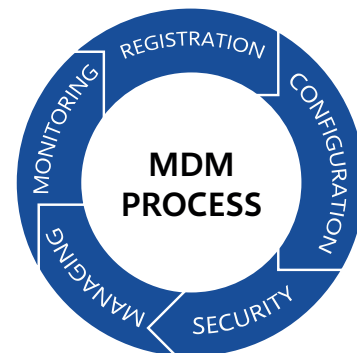 REGISTRATION
CONFIGURATION
SECURITY
MANAGING
MONITORING
MDM
PROCESS